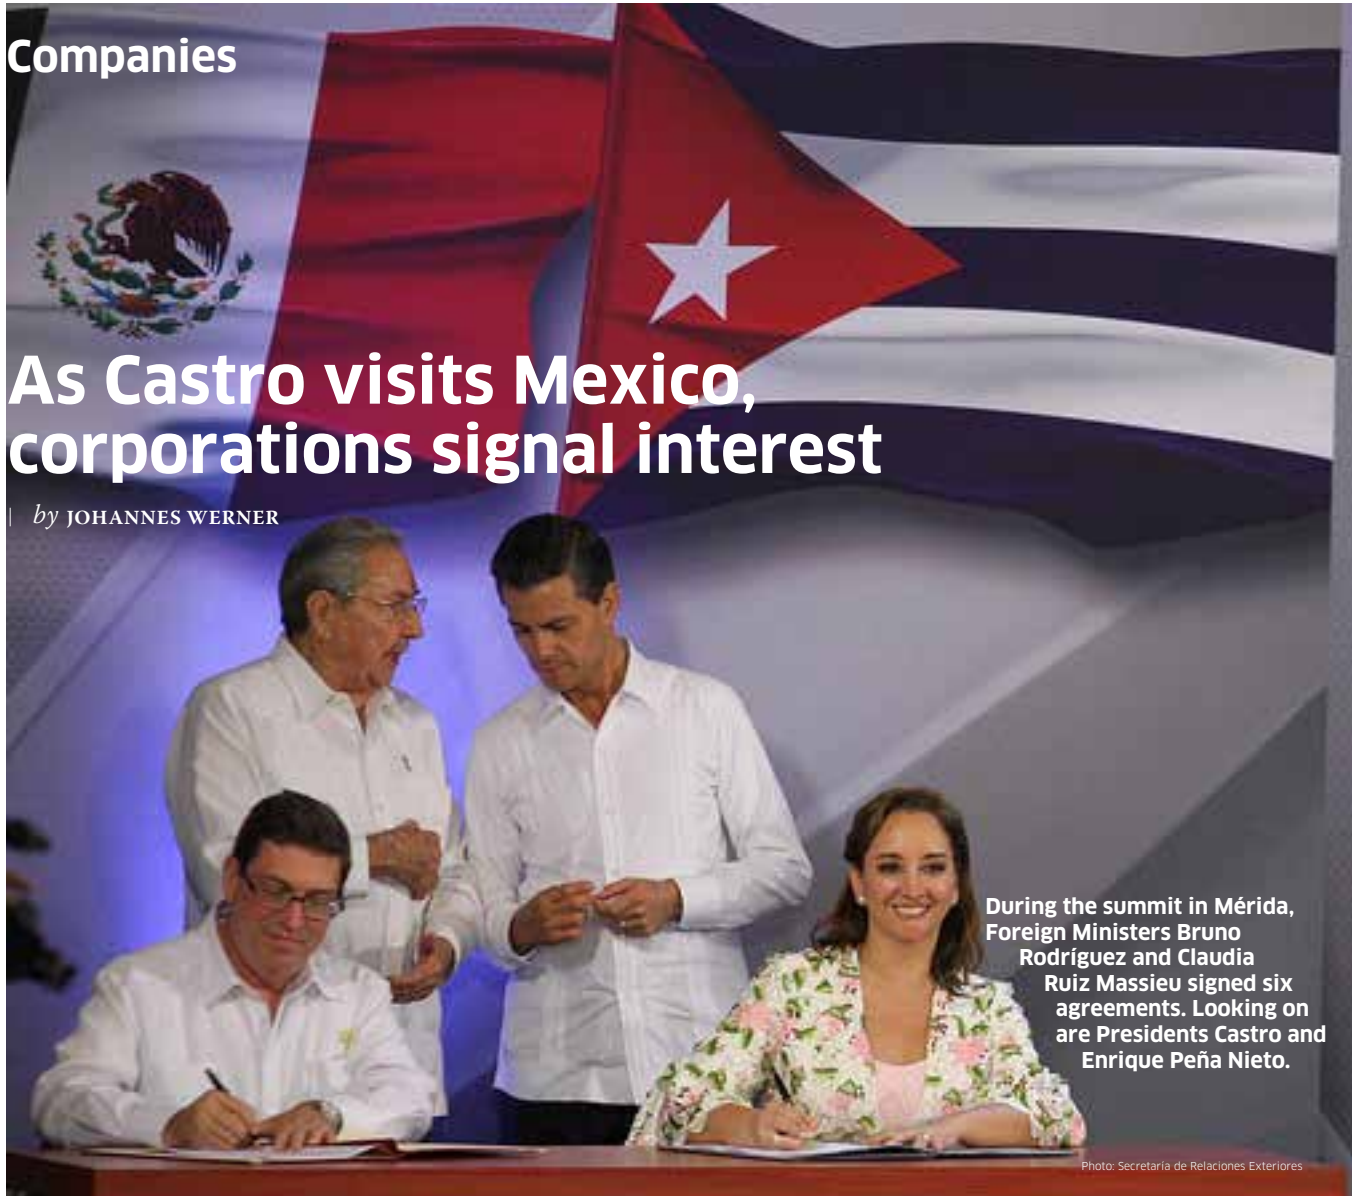 Companies
As Castro visits Mexico,
corporations signal interest
| by JOHANNES WERNER
During the summit in Mérida,
Foreign Ministers Bruno
Rodríguez and Claudia
Ruiz Massieu signed six
agreements. Looking on
are Presidents Castro and
Enrique Peña Nieto.
Photo: Secretaría de Relaciones Exteriores